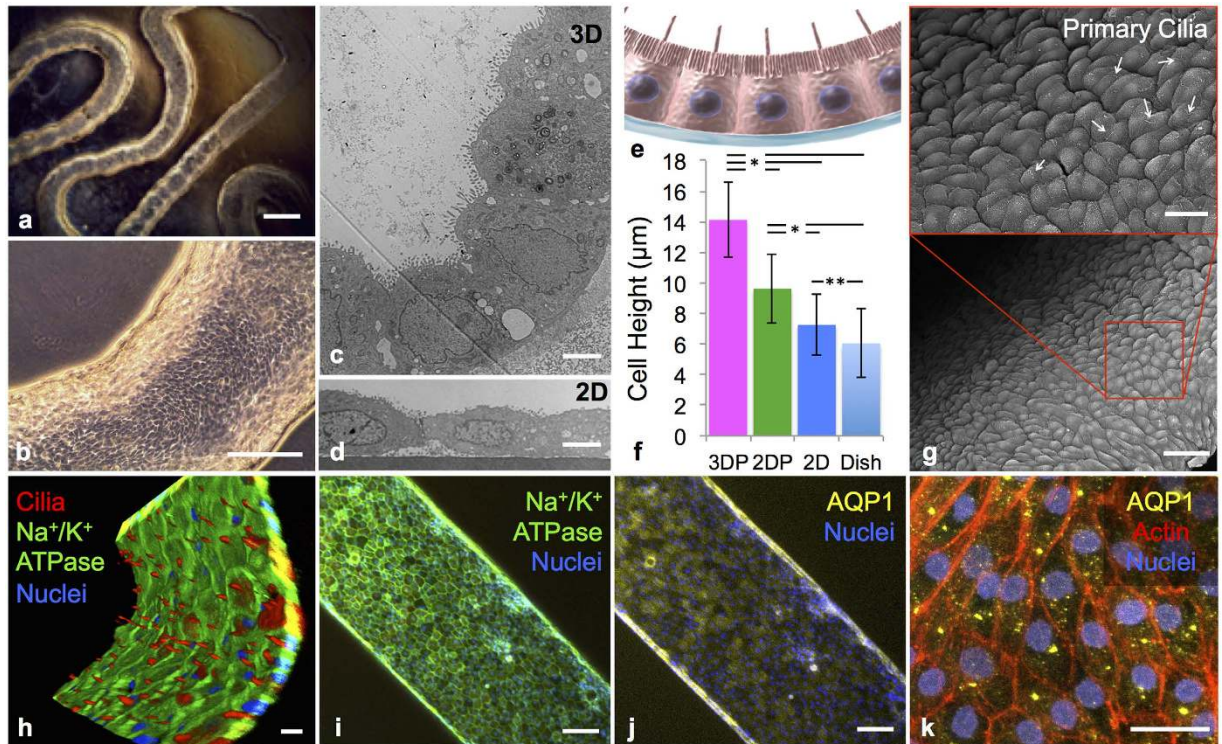 a
b
3D
c
2D
d
e
18
16
14
12
10
8
6
4
2
0
Cell Height (µm)
*
*
**
3DP 2DP 2D Dish
f
Primary Cilia
g
Cilia
Na⁺/K⁺
ATPase
Nuclei
h
Na⁺/K⁺
ATPase
Nuclei
i
AQP1
Nuclei
j
AQP1
Actin
Nuclei
k